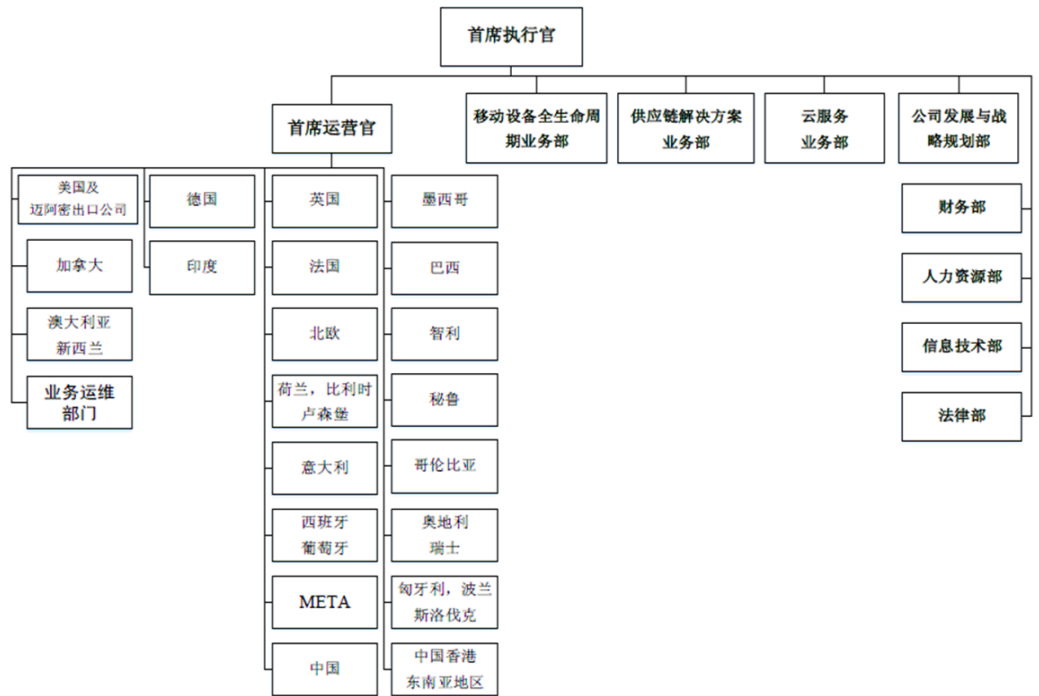 首席执行官
首席运营官
移动设备全生命周
期业务部
供应链解决方案
业务部
云服务
业务部
公司发展与战
略规划部
财务部
人力资源部
信息技术部
法律部
美国及
迈阿密出口公司
加拿大
澳大利亚
新西兰
业务运维
部门
德国
印度
英国
法国
北欧
荷兰，比利时
卢森堡
意大利
西班牙
葡萄牙
META
中国
墨西哥
巴西
智利
秘鲁
哥伦比亚
奥地利
瑞士
匈牙利，波兰
斯洛伐克
中国香港
东南亚地区